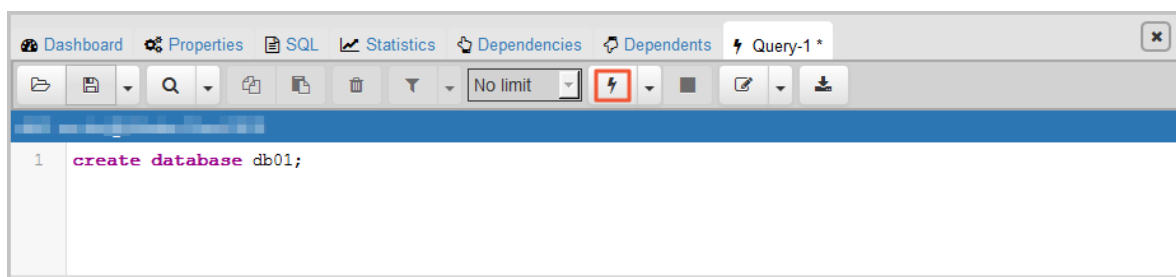 Dashboard Properties SQL Statistics Dependencies Dependents Query-1 *
No limit
1 create database db01;